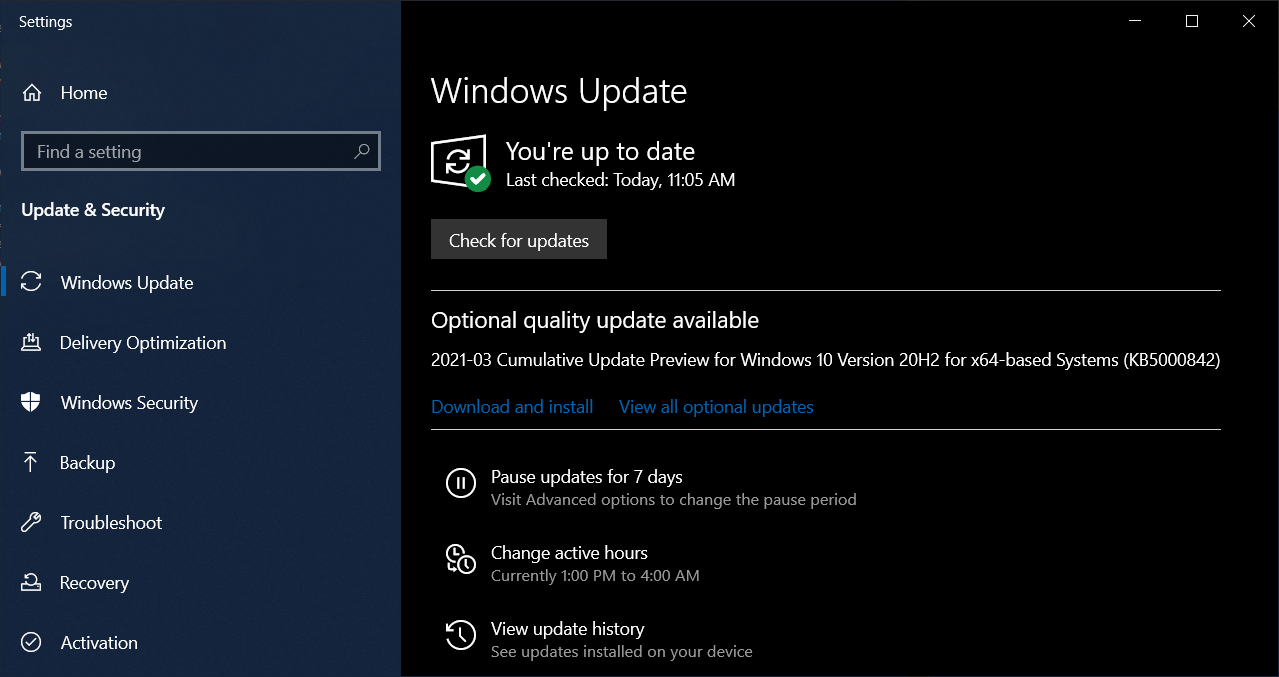 Settings
Home
Find a setting
Update & Security
Windows Update
Delivery Optimization
Windows Security
Backup
Troubleshoot
Recovery
Activation
Windows Update
You're up to date
Last checked: Today, 11:05 AM
Check for updates
Optional quality update available
2021-03 Cumulative Update Preview for Windows 10 Version 20H2 for x64-based Systems (KB5000842)
Download and install View all optional updates
Pause updates for 7 days
Visit Advanced options to change the pause period
Change active hours
Currently 1:00 PM to 4:00 AM
View update history
See updates installed on your device